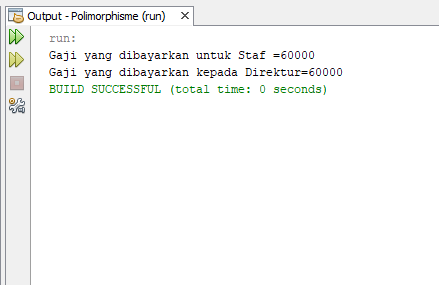 Output - Polimorphisme (run)
run:
Gaji yang dibayarkan untuk Staf =60000
Gaji yang dibayarkan kepada Direktur=60000
BUILD SUCCESSFUL (total time: 0 seconds)